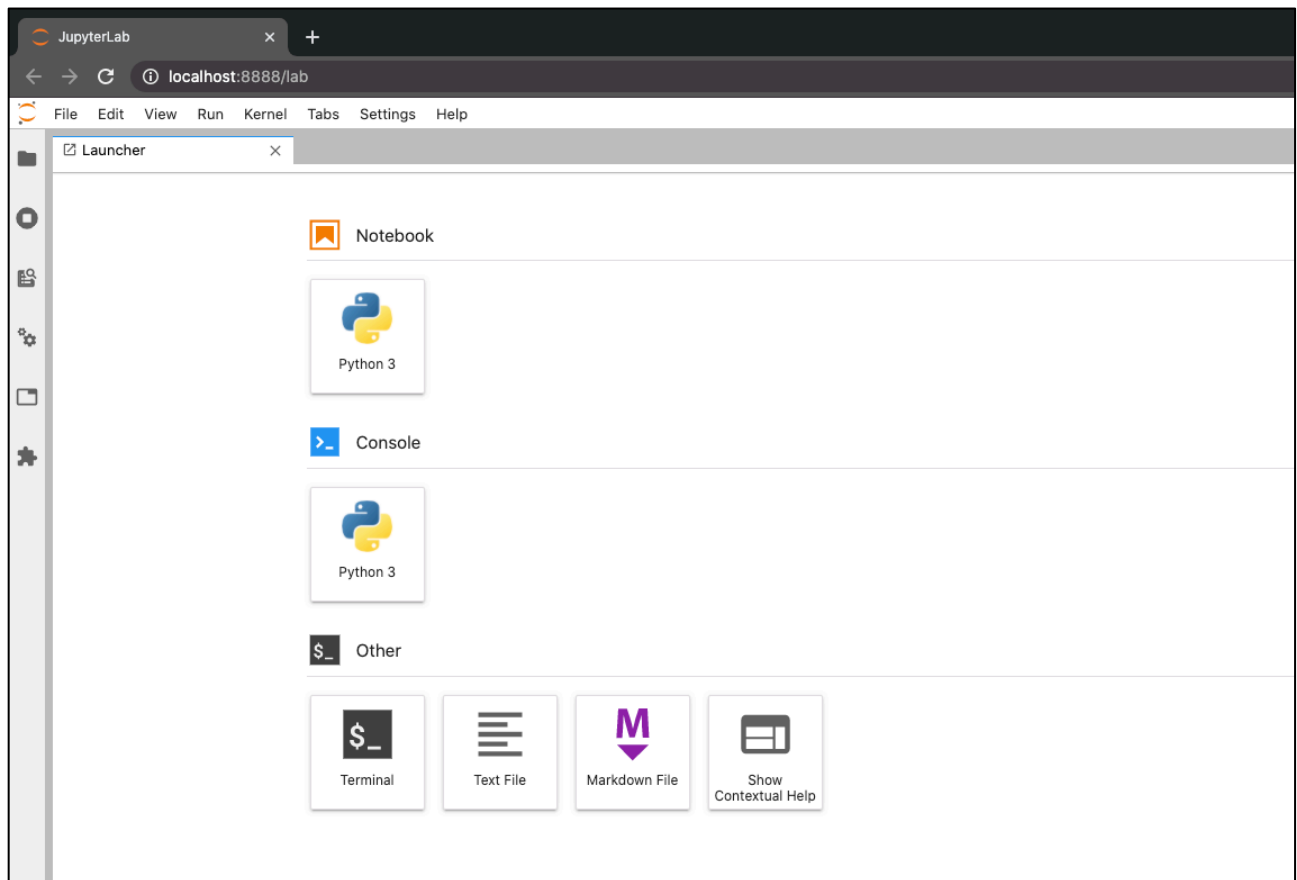 JupyterLab
localhost:8888/lab
File Edit View Run Kernel Tabs Settings Help
Launcher
Notebook
Python 3
>_ Console
Python 3
$_ Other
$_
M
Terminal Text File Markdown File Show
Contextual Help